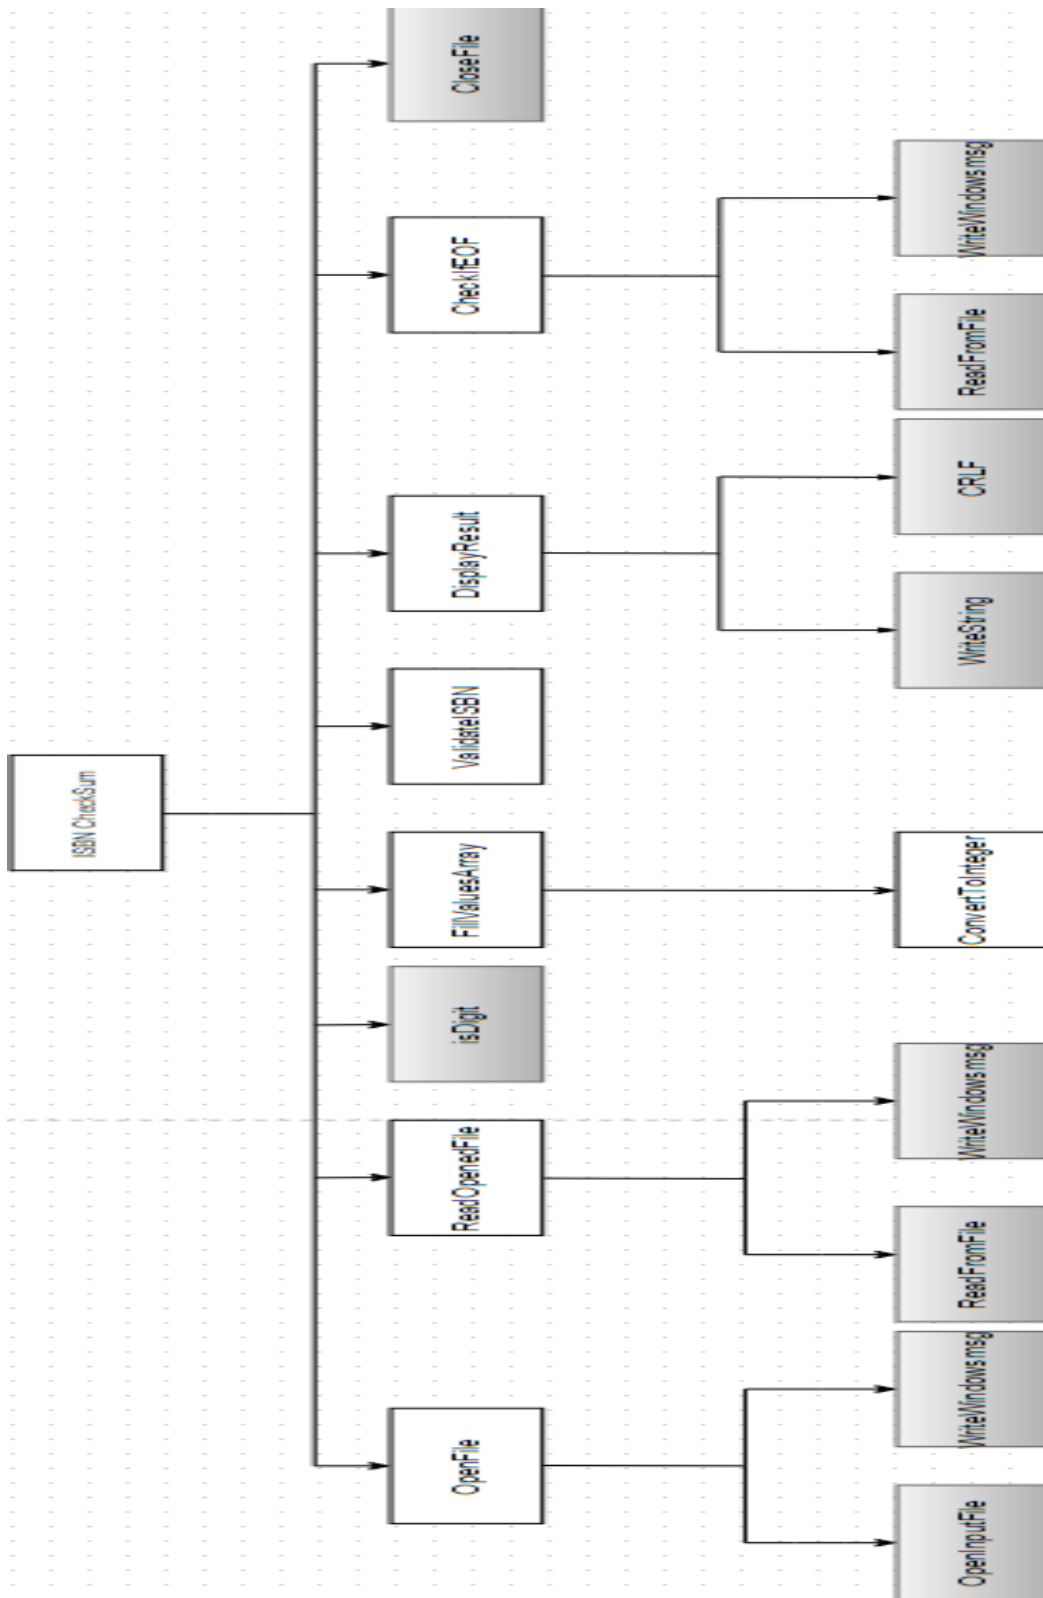 ISBN CheckSum
OpenFile
ReadOpenedFile
isDigit
FillValuesArray
ValidateISBN
DisplayResult
CheckIfEOF
CloseFile
OpenInputFile
WriteWindowsmsg
ReadFromFile
WriteWindowsmsg
ConvertToInteger
WriteString
CRLF
ReadFromFile
WriteWindowsmsg